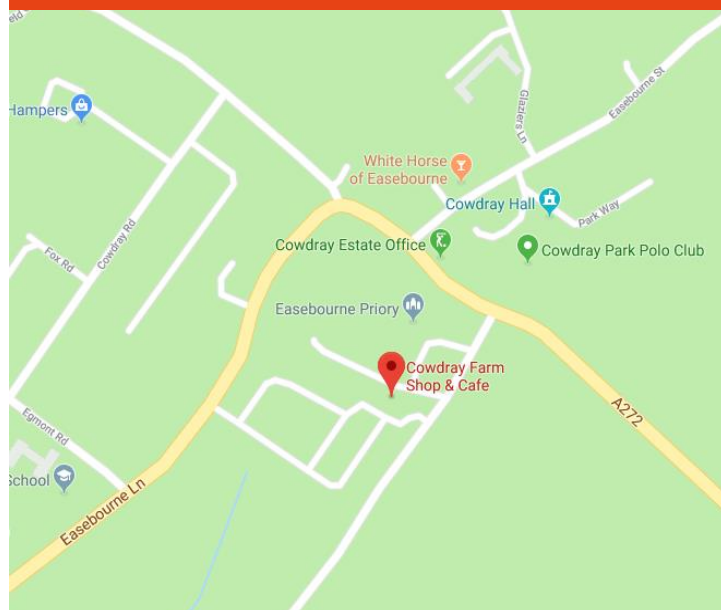 Hampers
White Horse
of Easebourne
Glaziers Ln
Easebourne St
Cowdray Hall
Park Way
Cowdray Rd
Fox Rd
Cowdray Estate Office
Cowdray Park Polo Club
Easebourne Priory
Cowdray Farm
Shop & Cafe
A272
Egmont Rd
School
Easebourne Ln